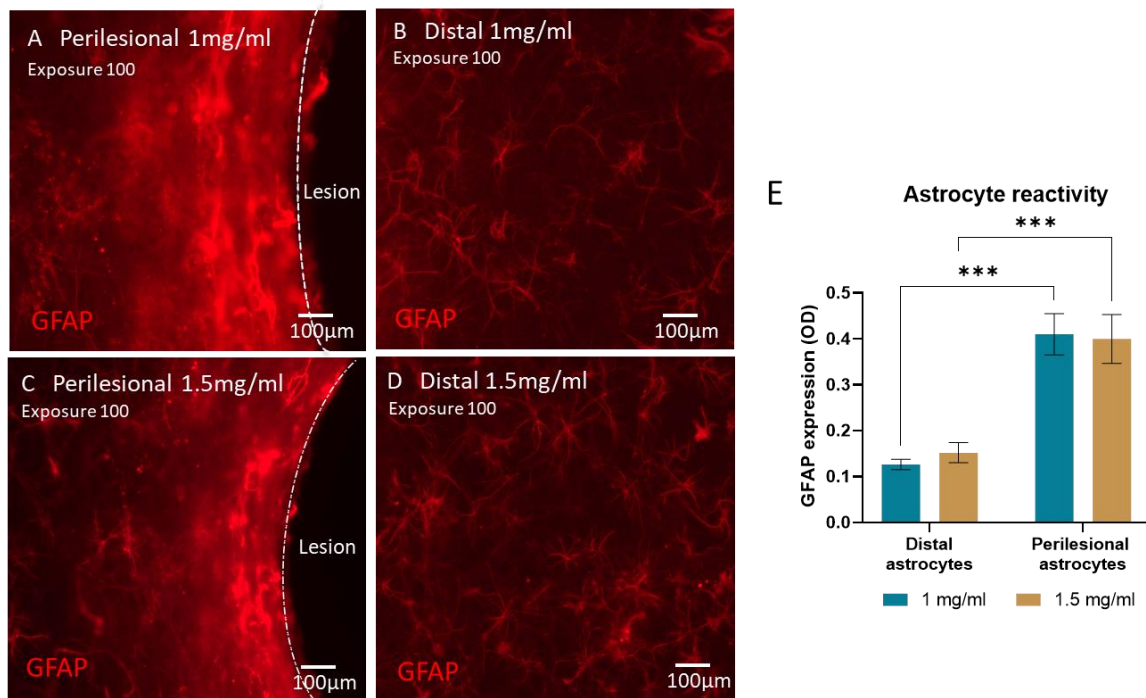 A Perilesional 1mg/ml
Exposure 100
Lesion
GFAP
100µm
B Distal 1mg/ml
Exposure 100
GFAP
100µm
C Perilesional 1.5mg/ml
Exposure 100
Lesion
GFAP
100µm
D Distal 1.5mg/ml
Exposure 100
GFAP
100µm
E
Astrocyte reactivity
***
***
GFAP expression (OD)
0.5
0.4
0.3
0.2
0.1
0.0
Distal
astrocytes
Perilesional
astrocytes
1 mg/ml
1.5 mg/ml